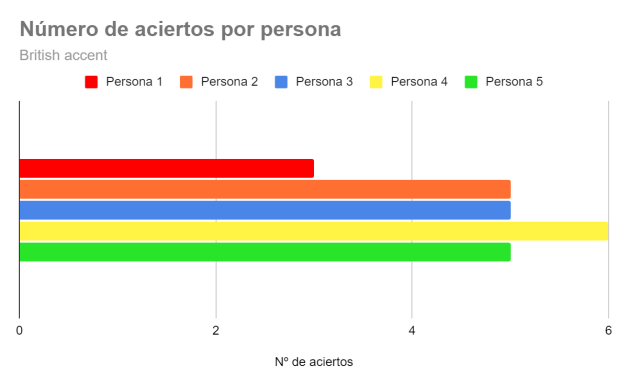 Número de aciertos por persona
British accent
Persona 1 Persona 2 Persona 3 Persona 4 Persona 5
0 2 4 6
Nº de aciertos